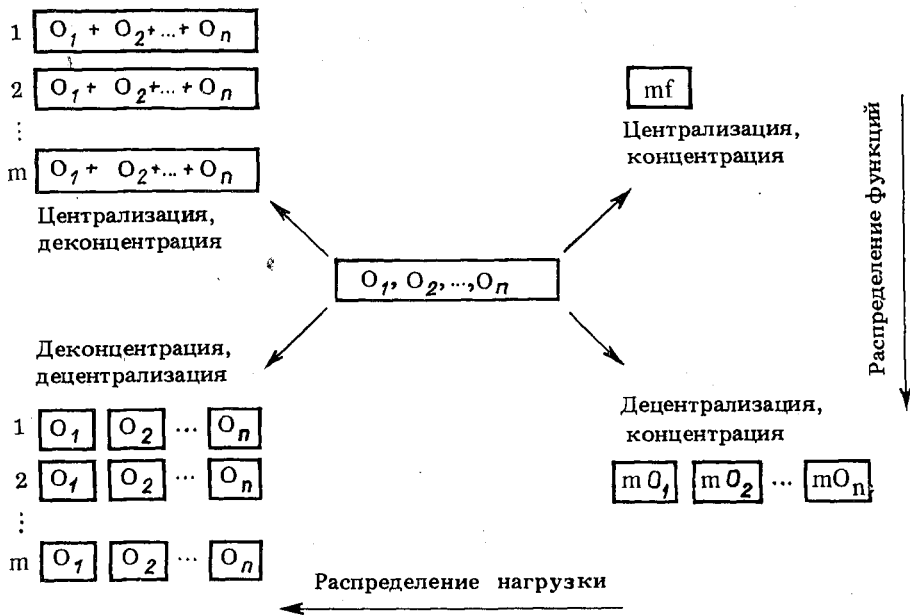 1 O1 + O2+...+ On
2 O1+ O2+...+ On
⋮
m O1+ O2+...+ On
Централизация,
деконцентрация
mf
Централизация,
концентрация
Распределение функций
O1, O2,...,On
Деконцентрация,
децентрализация
1 O1 O2 ... On
2 O1 O2 ... On
⋮
m O1 O2 ... On
Децентрализация,
концентрация
mO1 mO2 ... mOn
Распределение нагрузки